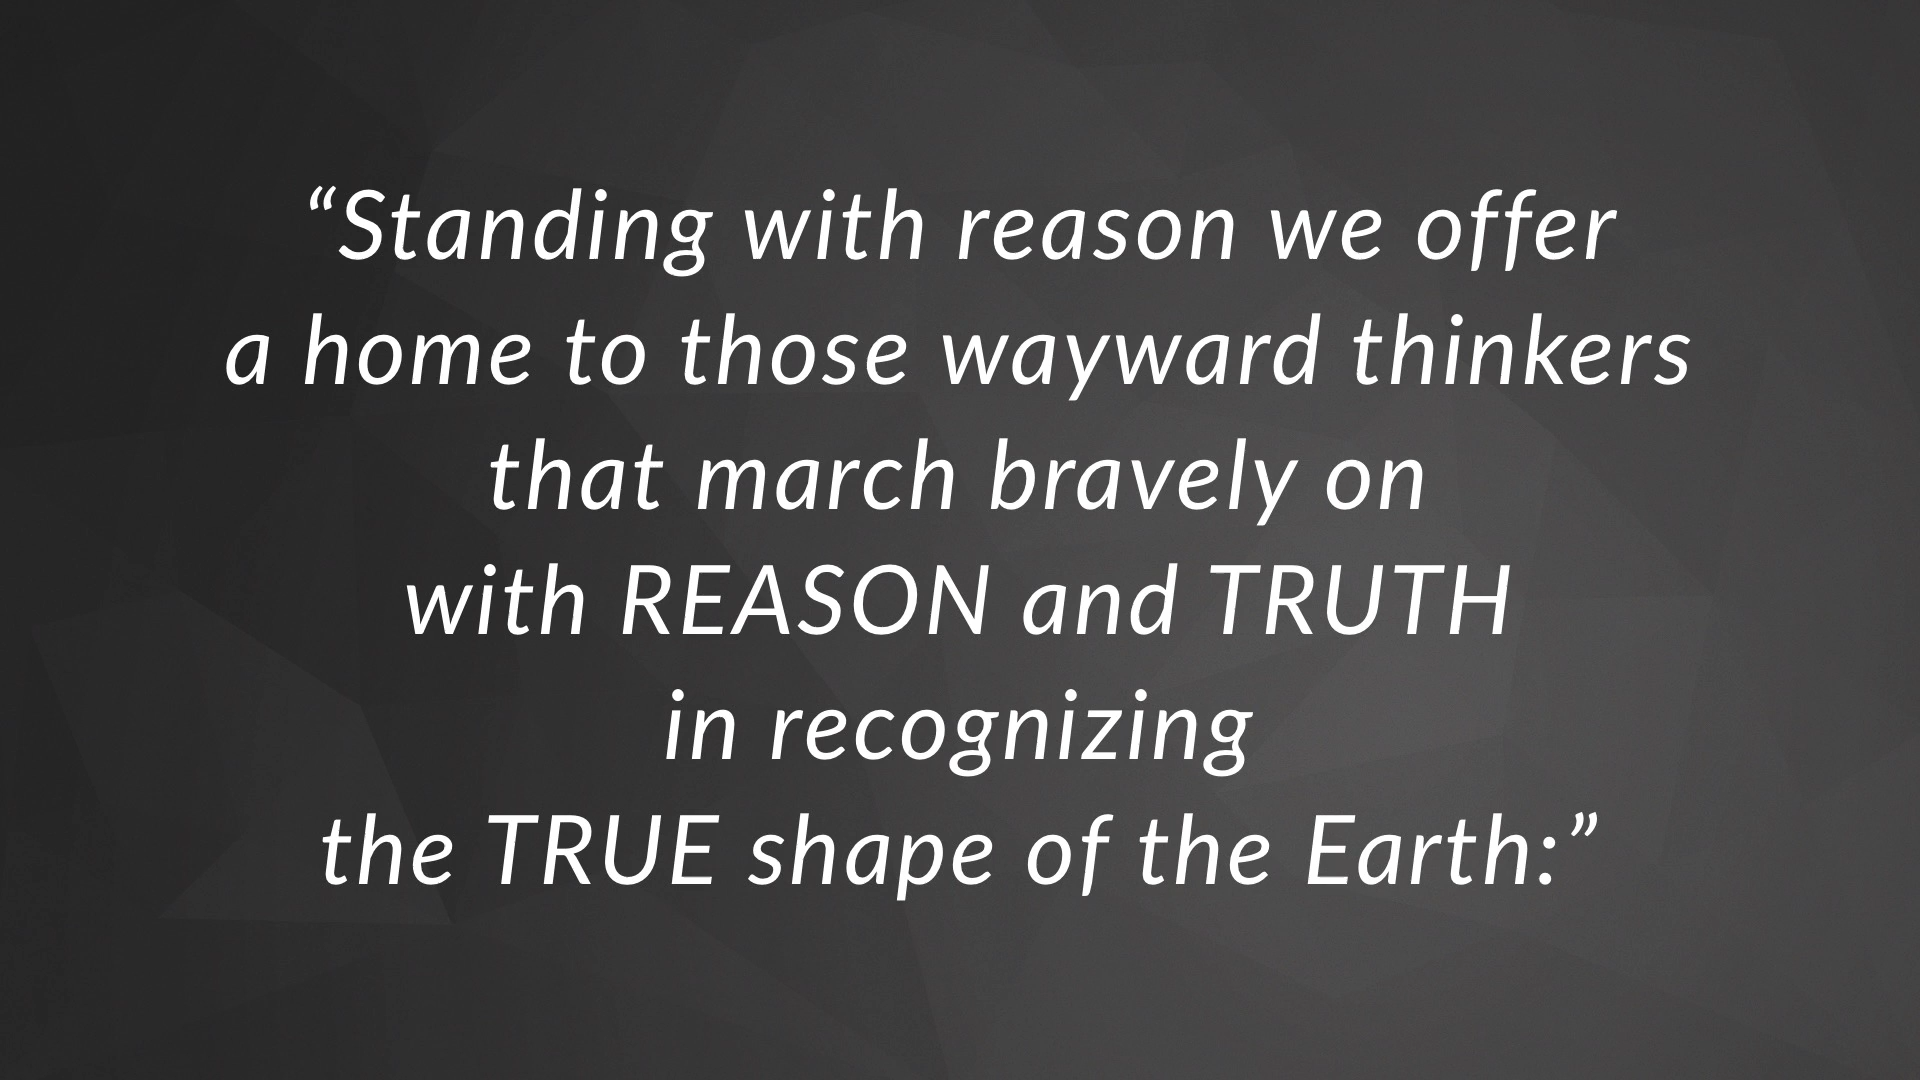 “Standing with reason we offer
a home to those wayward thinkers
that march bravely on
with REASON and TRUTH
in recognizing
the TRUE shape of the Earth:”